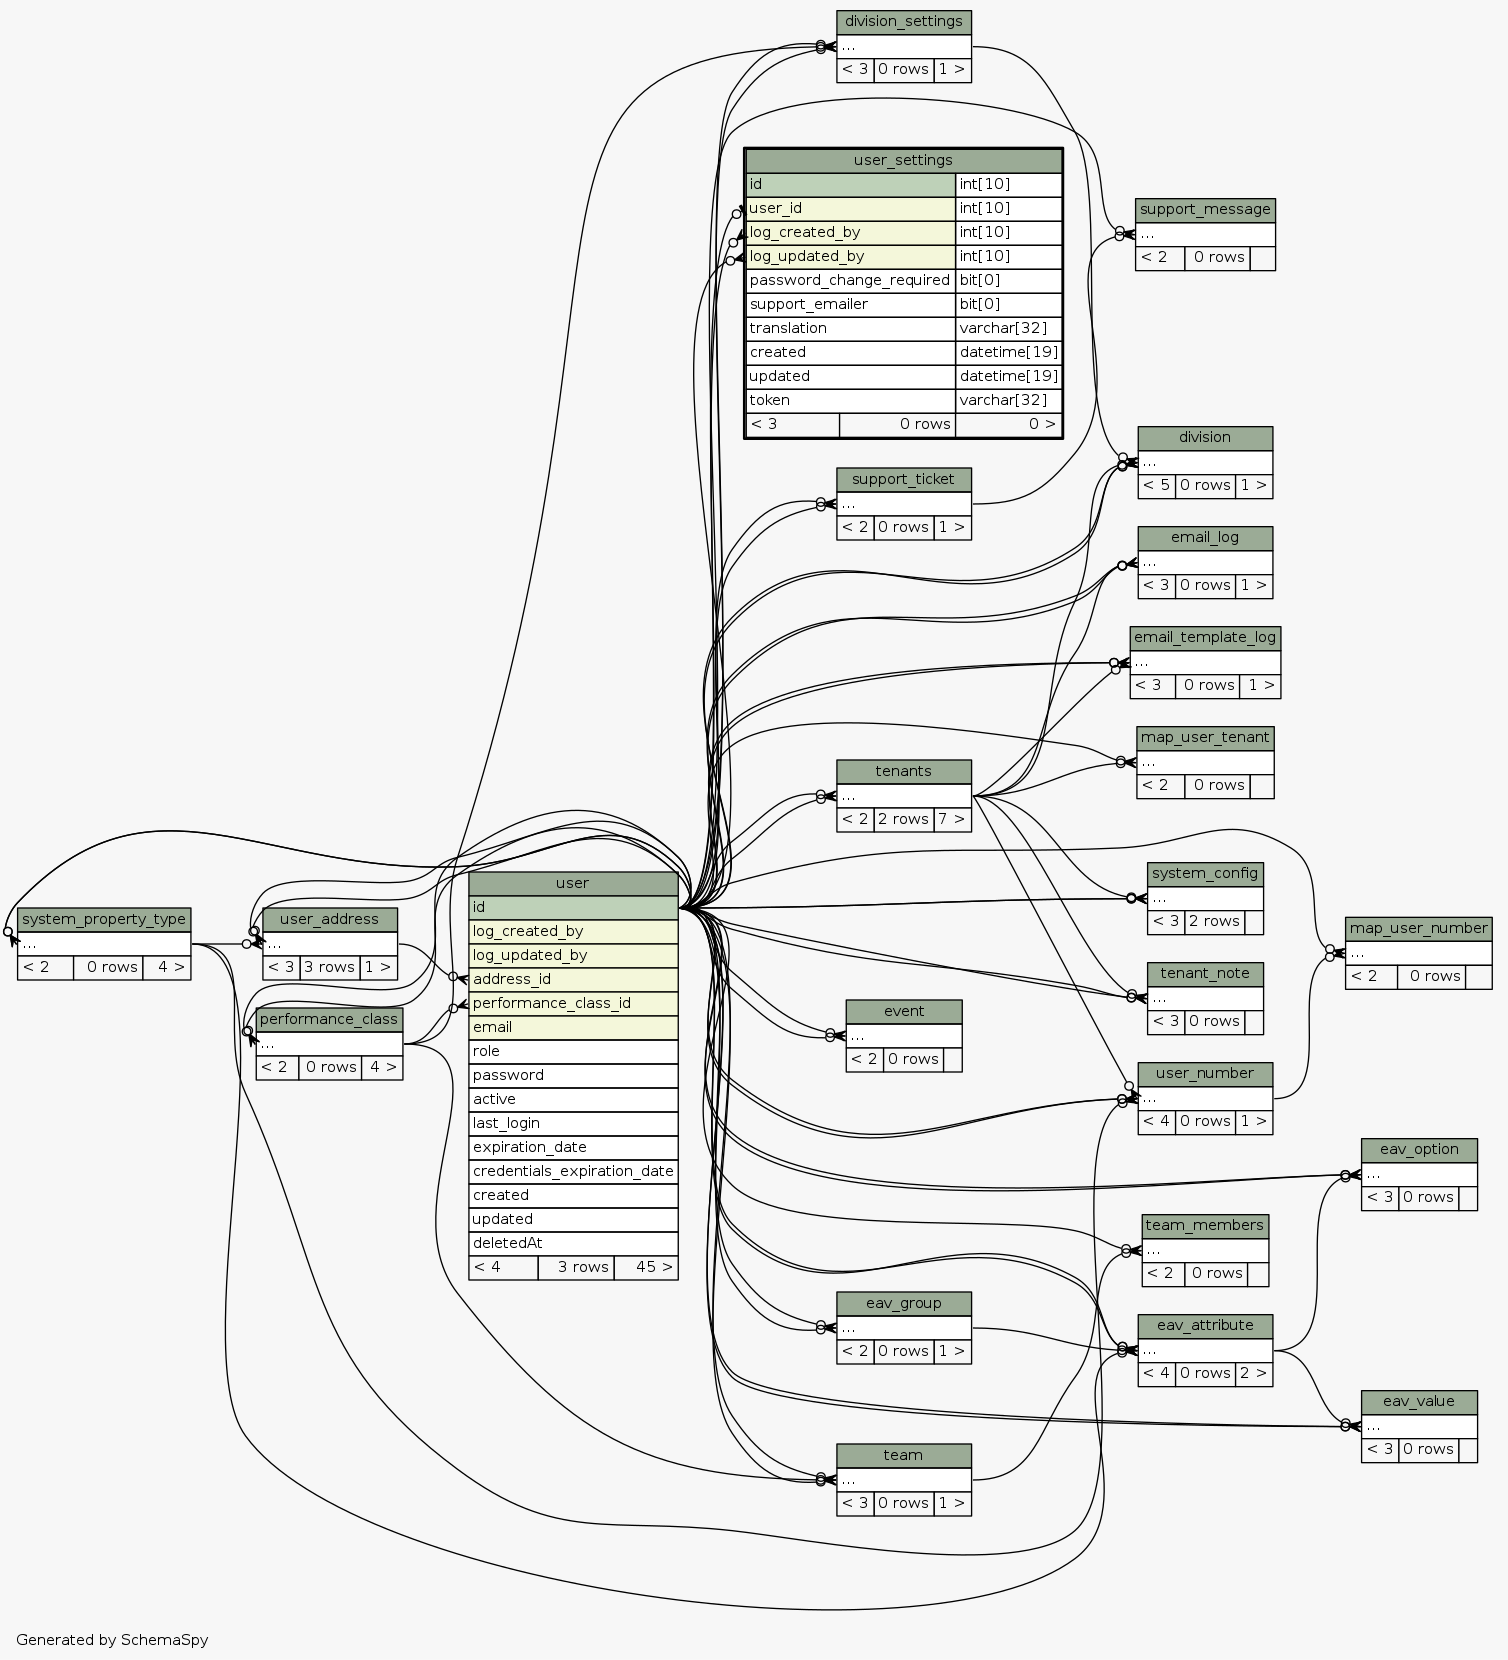 division_settings
...
< 3 0 rows 1 >
user_settings
id int[10]
user_id int[10]
log_created_by int[10]
log_updated_by int[10]
password_change_required bit[0]
support_emailer bit[0]
translation varchar[32]
created datetime[19]
updated datetime[19]
token varchar[32]
< 3 0 rows 0 >
support_message
...
< 2 0 rows
division
...
< 5 0 rows 1 >
support_ticket
...
< 2 0 rows 1 >
email_log
...
< 3 0 rows 1 >
email_template_log
...
< 3 0 rows 1 >
map_user_tenant
...
< 2 0 rows
tenants
...
< 2 2 rows 7 >
system_config
...
< 3 2 rows
map_user_number
...
< 2 0 rows
tenant_note
...
< 3 0 rows
system_property_type
...
< 2 0 rows 4 >
user_address
...
< 3 3 rows 1 >
performance_class
...
< 2 0 rows 4 >
user
id
log_created_by
log_updated_by
address_id
performance_class_id
email
role
password
active
last_login
expiration_date
credentials_expiration_date
created
updated
deletedAt
< 4 3 rows 45 >
event
...
< 2 0 rows
user_number
...
< 4 0 rows 1 >
eav_option
...
< 3 0 rows
team_members
...
< 2 0 rows
eav_group
...
< 2 0 rows 1 >
eav_attribute
...
< 4 0 rows 2 >
eav_value
...
< 3 0 rows
team
...
< 3 0 rows 1 >
Generated by SchemaSpy